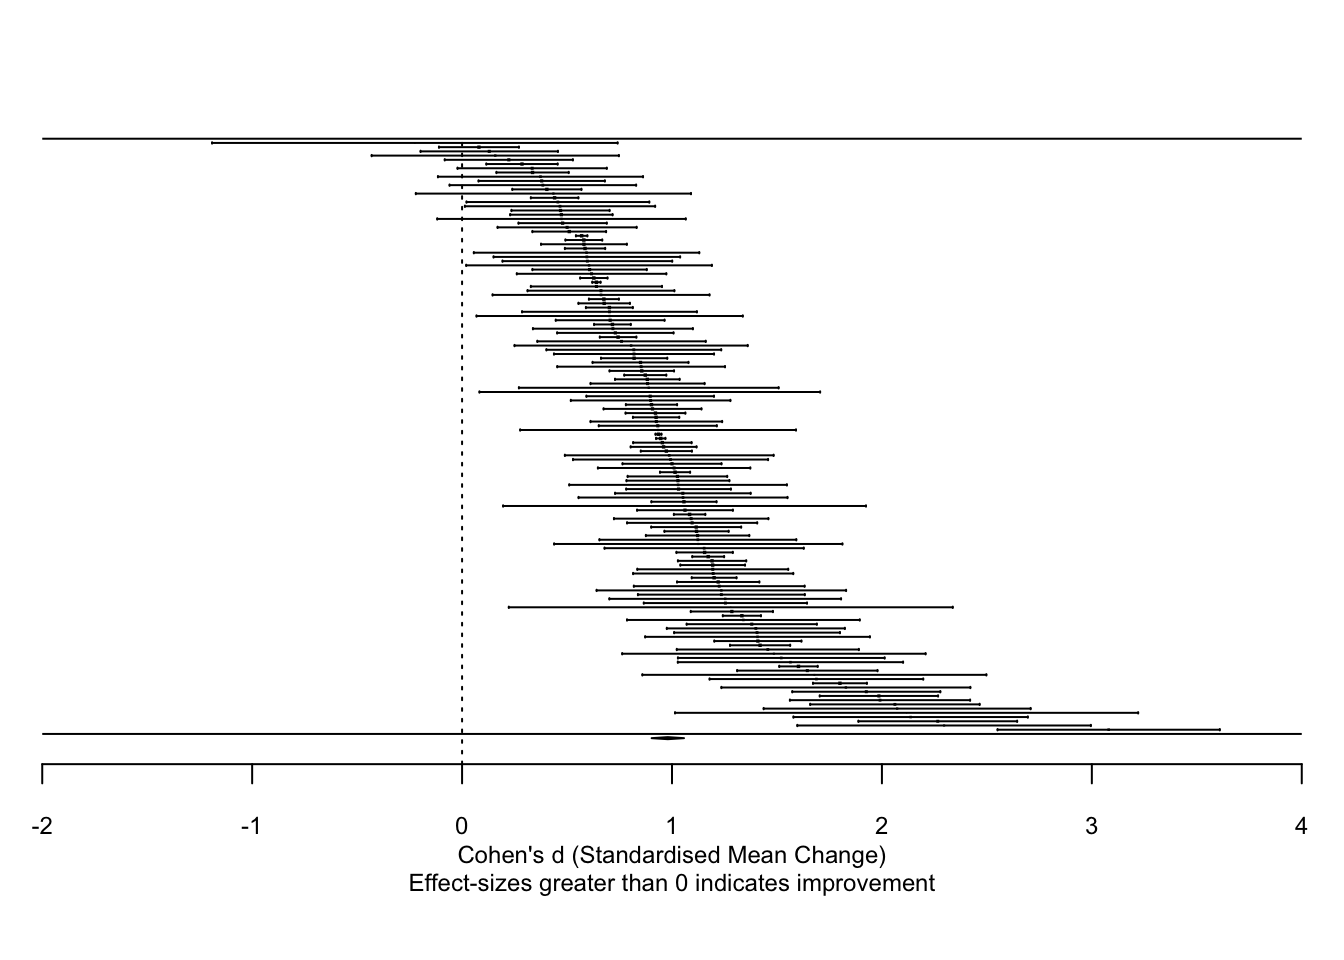 -2 -1 0 1 2 3 4
Cohen's d (Standardised Mean Change)
Effect-sizes greater than 0 indicates improvement